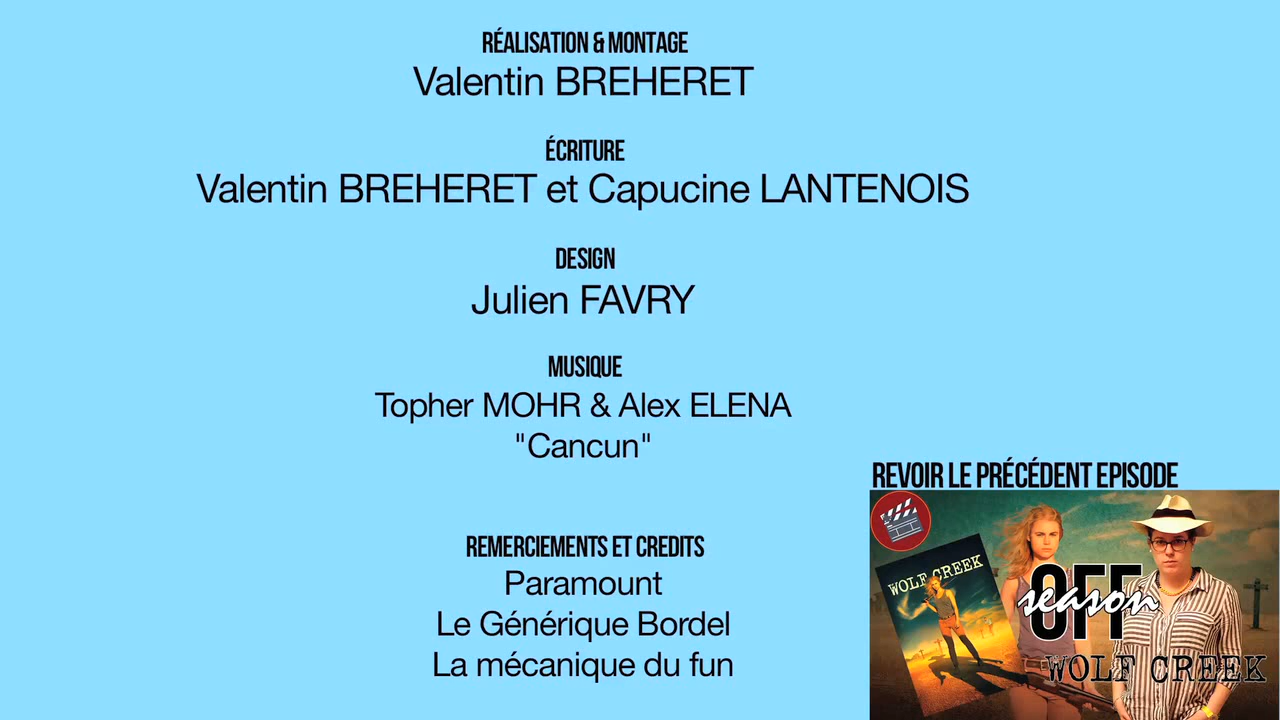 RÉALISATION & MONTAGE
Valentin BREHERET
ÉCRITURE
Valentin BREHERET et Capucine LANTENOIS
DESIGN
Julien FAVRY
MUSIQUE
Topher MOHR & Alex ELENA
"Cancun"
REMERCIEMENTS ET CREDITS
Paramount
Le Générique Bordel
La mécanique du fun
REVOIR LE PRÉCÉDENT EPISODE
WOLF CREEK
OFF
season
WOLF CREEK